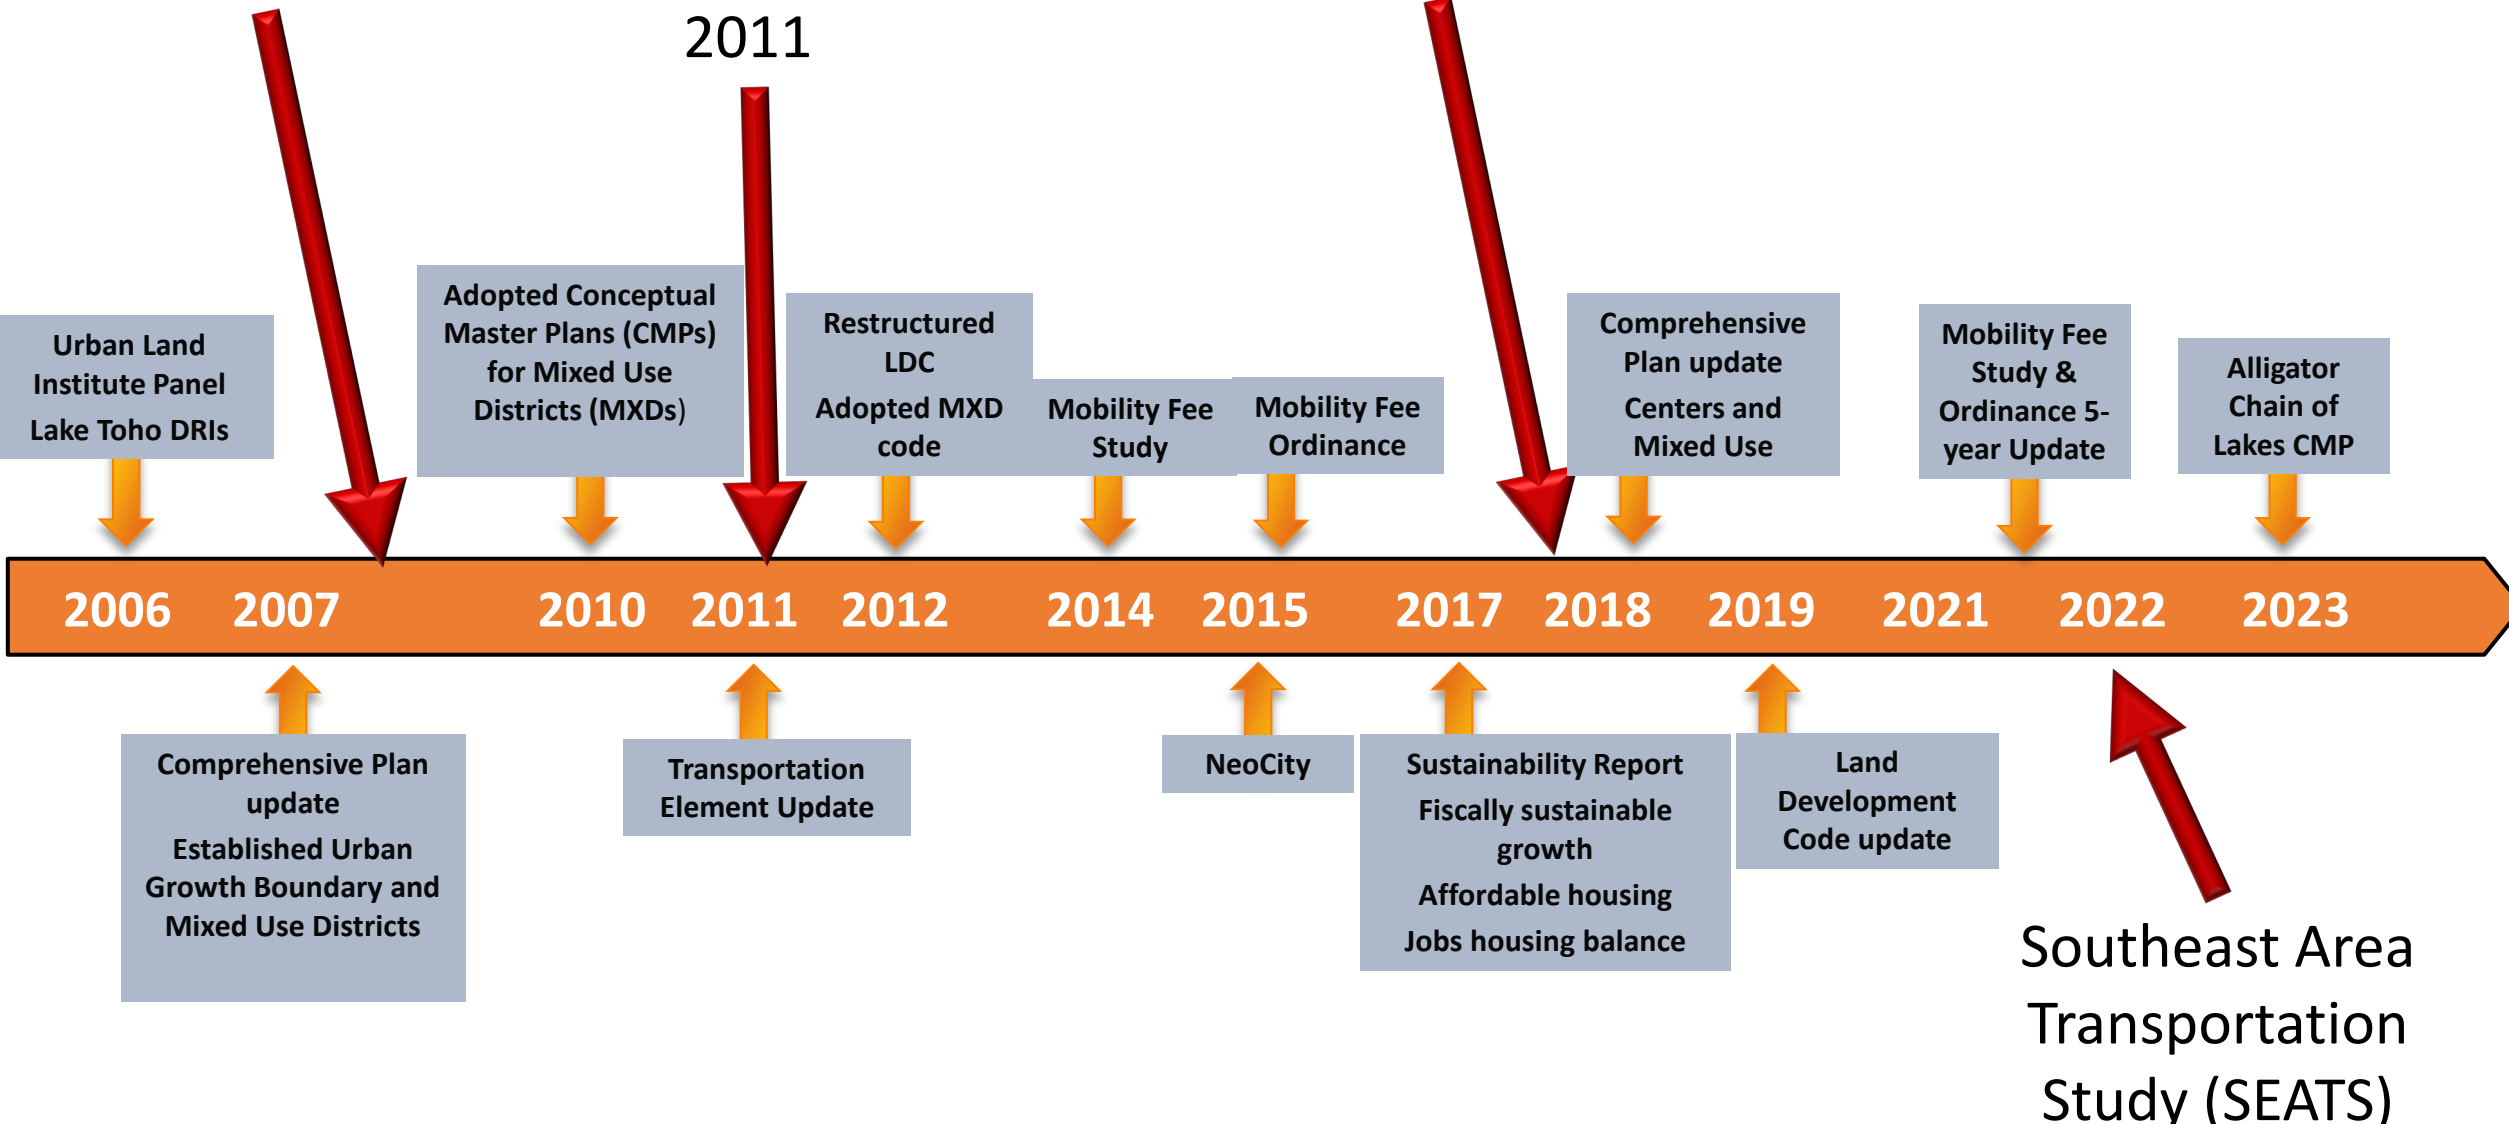 2011
Urban Land
Institute Panel
Lake Toho DRIs
Adopted Conceptual
Master Plans (CMPs)
for Mixed Use
Districts (MXDs)
Restructured
LDC
Adopted MXD
code
Mobility Fee
Study
Mobility Fee
Ordinance
Comprehensive
Plan update
Centers and
Mixed Use
Mobility Fee
Study &
Ordinance 5-
year Update
Alligator
Chain of
Lakes CMP
2006 2007 2010 2011 2012 2014 2015 2017 2018 2019 2021 2022 2023
Comprehensive Plan
update
Established Urban
Growth Boundary and
Mixed Use Districts
Transportation
Element Update
NeoCity
Sustainability Report
Fiscally sustainable
growth
Affordable housing
Jobs housing balance
Land
Development
Code update
Southeast Area
Transportation
Study (SEATS)